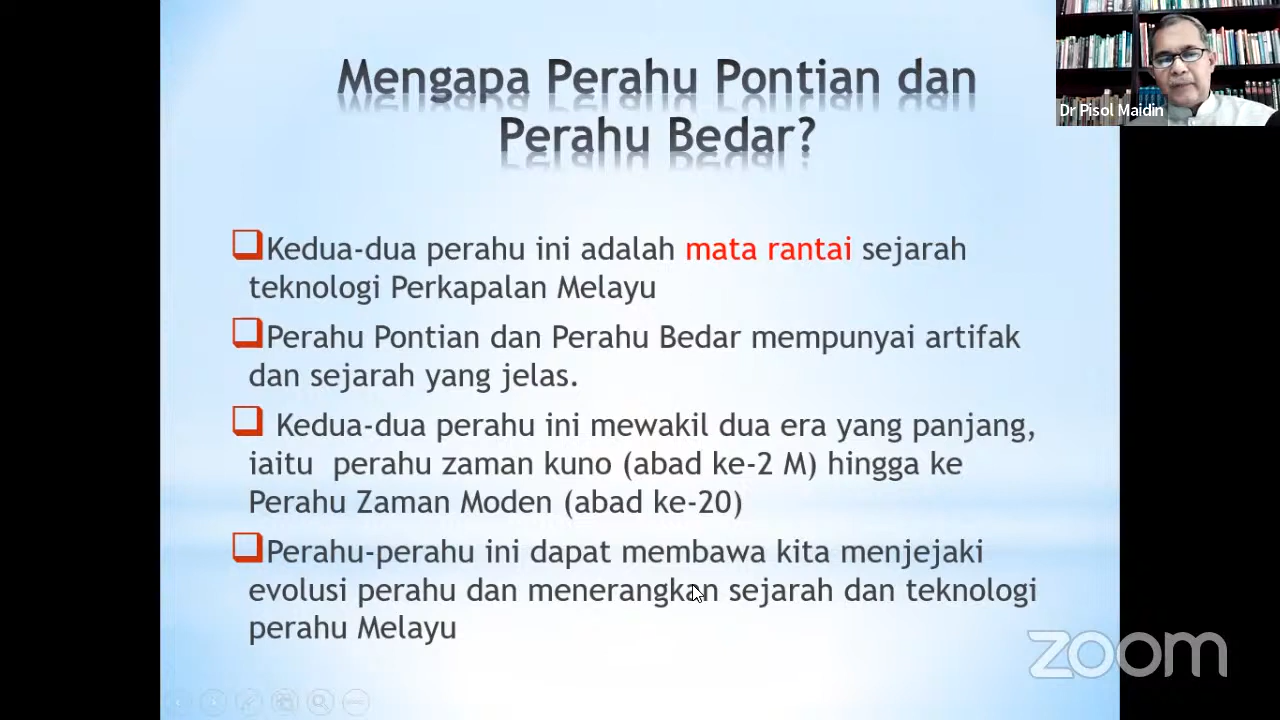 Mengapa Perahu Pontian dan
Perahu Bedar?
Dr Pisol Maidin
Kedua-dua perahu ini adalah mata rantai sejarah
teknologi Perkapalan Melayu
Perahu Pontian dan Perahu Bedar mempunyai artifak
dan sejarah yang jelas.
Kedua-dua perahu ini mewakil dua era yang panjang,
iaitu perahu zaman kuno (abad ke-2 M) hingga ke
Perahu Zaman Moden (abad ke-20)
Perahu-perahu ini dapat membawa kita menjejaki
evolusi perahu dan menerangkan sejarah dan teknologi
perahu Melayu
zoom